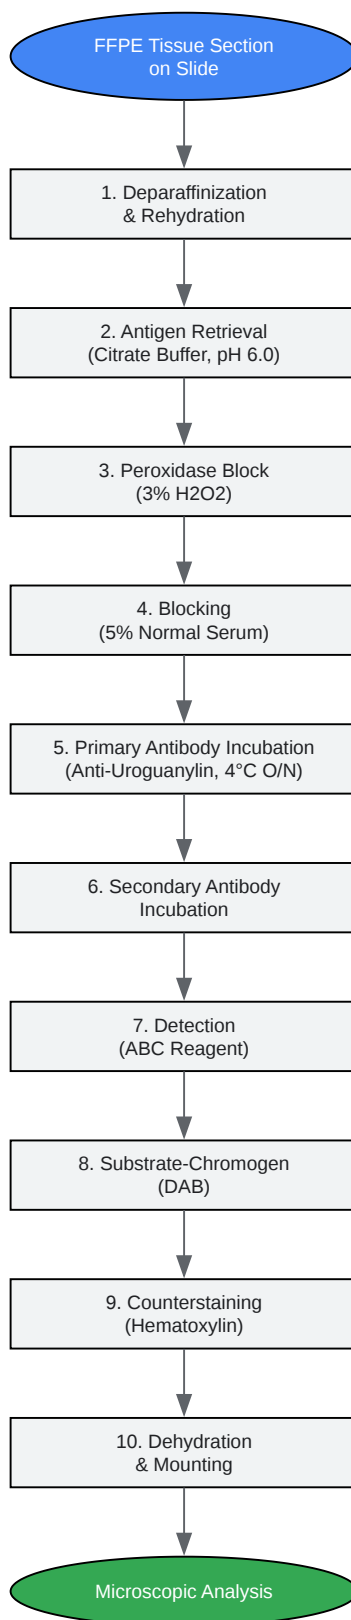 FFPE Tissue Section
on Slide
1. Deparaffinization
& Rehydration
2. Antigen Retrieval
(Citrate Buffer, pH 6.0)
3. Peroxidase Block
(3% H2O2)
4. Blocking
(5% Normal Serum)
5. Primary Antibody Incubation
(Anti-Uroguanylin, 4°C O/N)
6. Secondary Antibody
Incubation
7. Detection
(ABC Reagent)
8. Substrate-Chromogen
(DAB)
9. Counterstaining
(Hematoxylin)
10. Dehydration
& Mounting
Microscopic Analysis